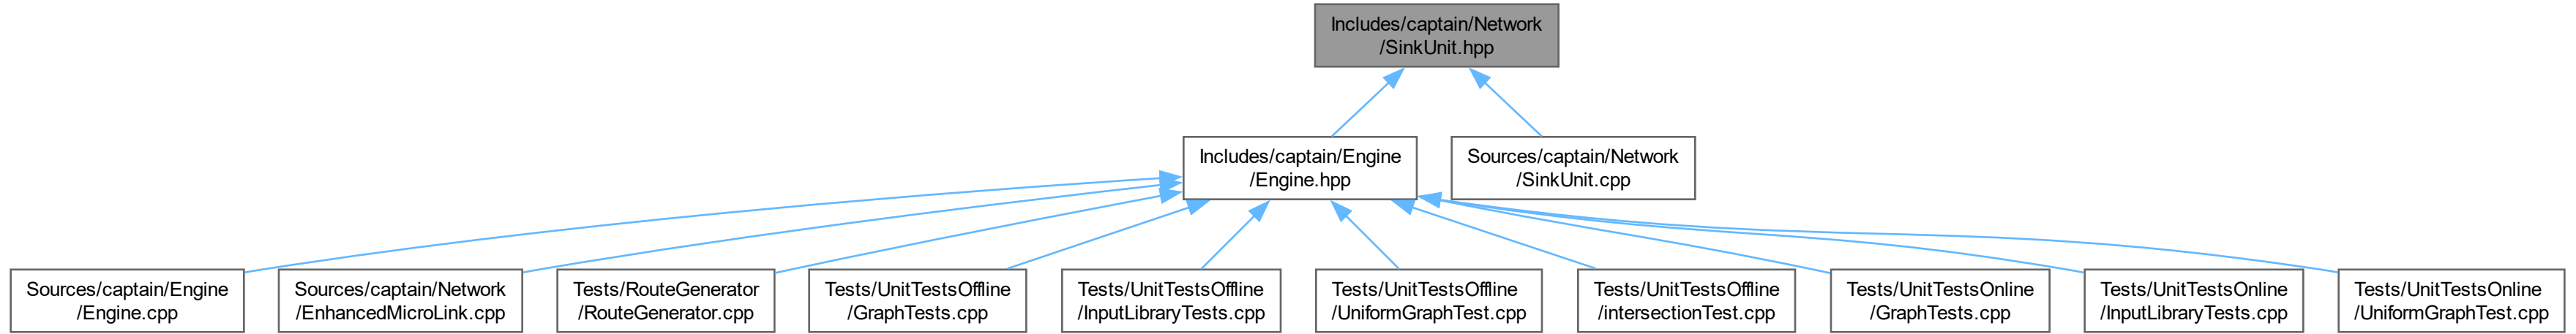 Includes/captain/Network
/SinkUnit.hpp
Includes/captain/Engine
/Engine.hpp
Sources/captain/Network
/SinkUnit.cpp
Sources/captain/Engine
/Engine.cpp
Sources/captain/Network
/EnhancedMicroLink.cpp
Tests/RouteGenerator
/RouteGenerator.cpp
Tests/UnitTestsOffline
/GraphTests.cpp
Tests/UnitTestsOffline
/InputLibraryTests.cpp
Tests/UnitTestsOffline
/UniformGraphTest.cpp
Tests/UnitTestsOffline
/intersectionTest.cpp
Tests/UnitTestsOnline
/GraphTests.cpp
Tests/UnitTestsOnline
/InputLibraryTests.cpp
Tests/UnitTestsOnline
/UniformGraphTest.cpp